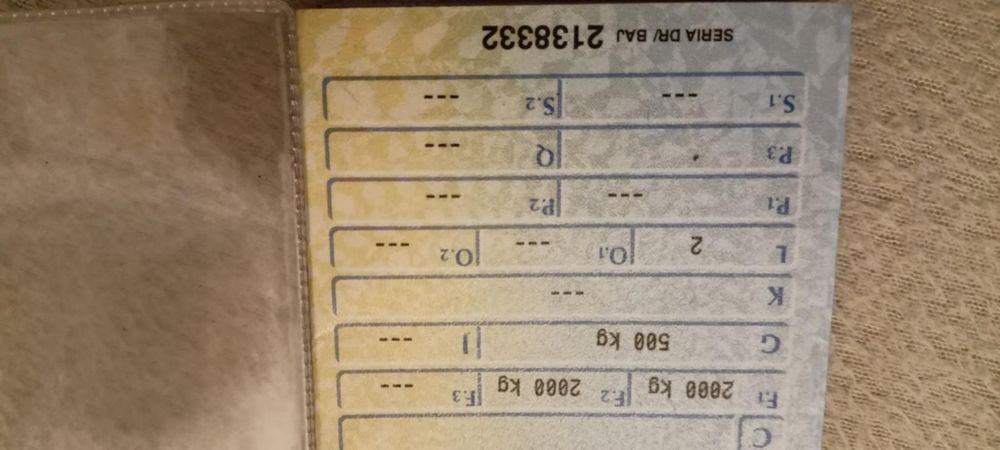 C
F.1 2000 kg F.2 2000 kg F.3 ---
G 500 kg J ---
K ---
L 2 O.1 --- O.2 ---
P.1 --- P.2 ---
P.3 Q ---
S.1 --- S.2 ---
SERIA DR/ BAJ 2138332